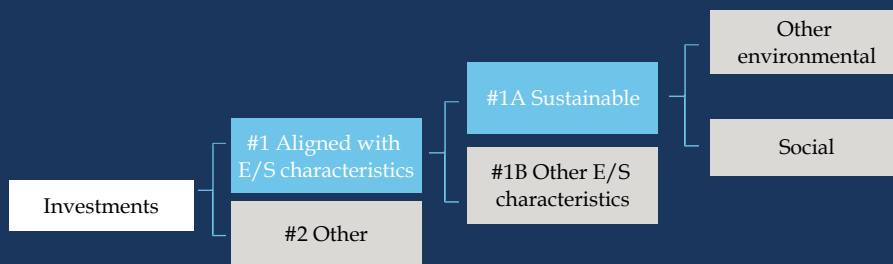 Investments
#1 Aligned with
E/S characteristics
#2 Other
#1A Sustainable
#1B Other E/S
characteristics
Other
environmental
Social